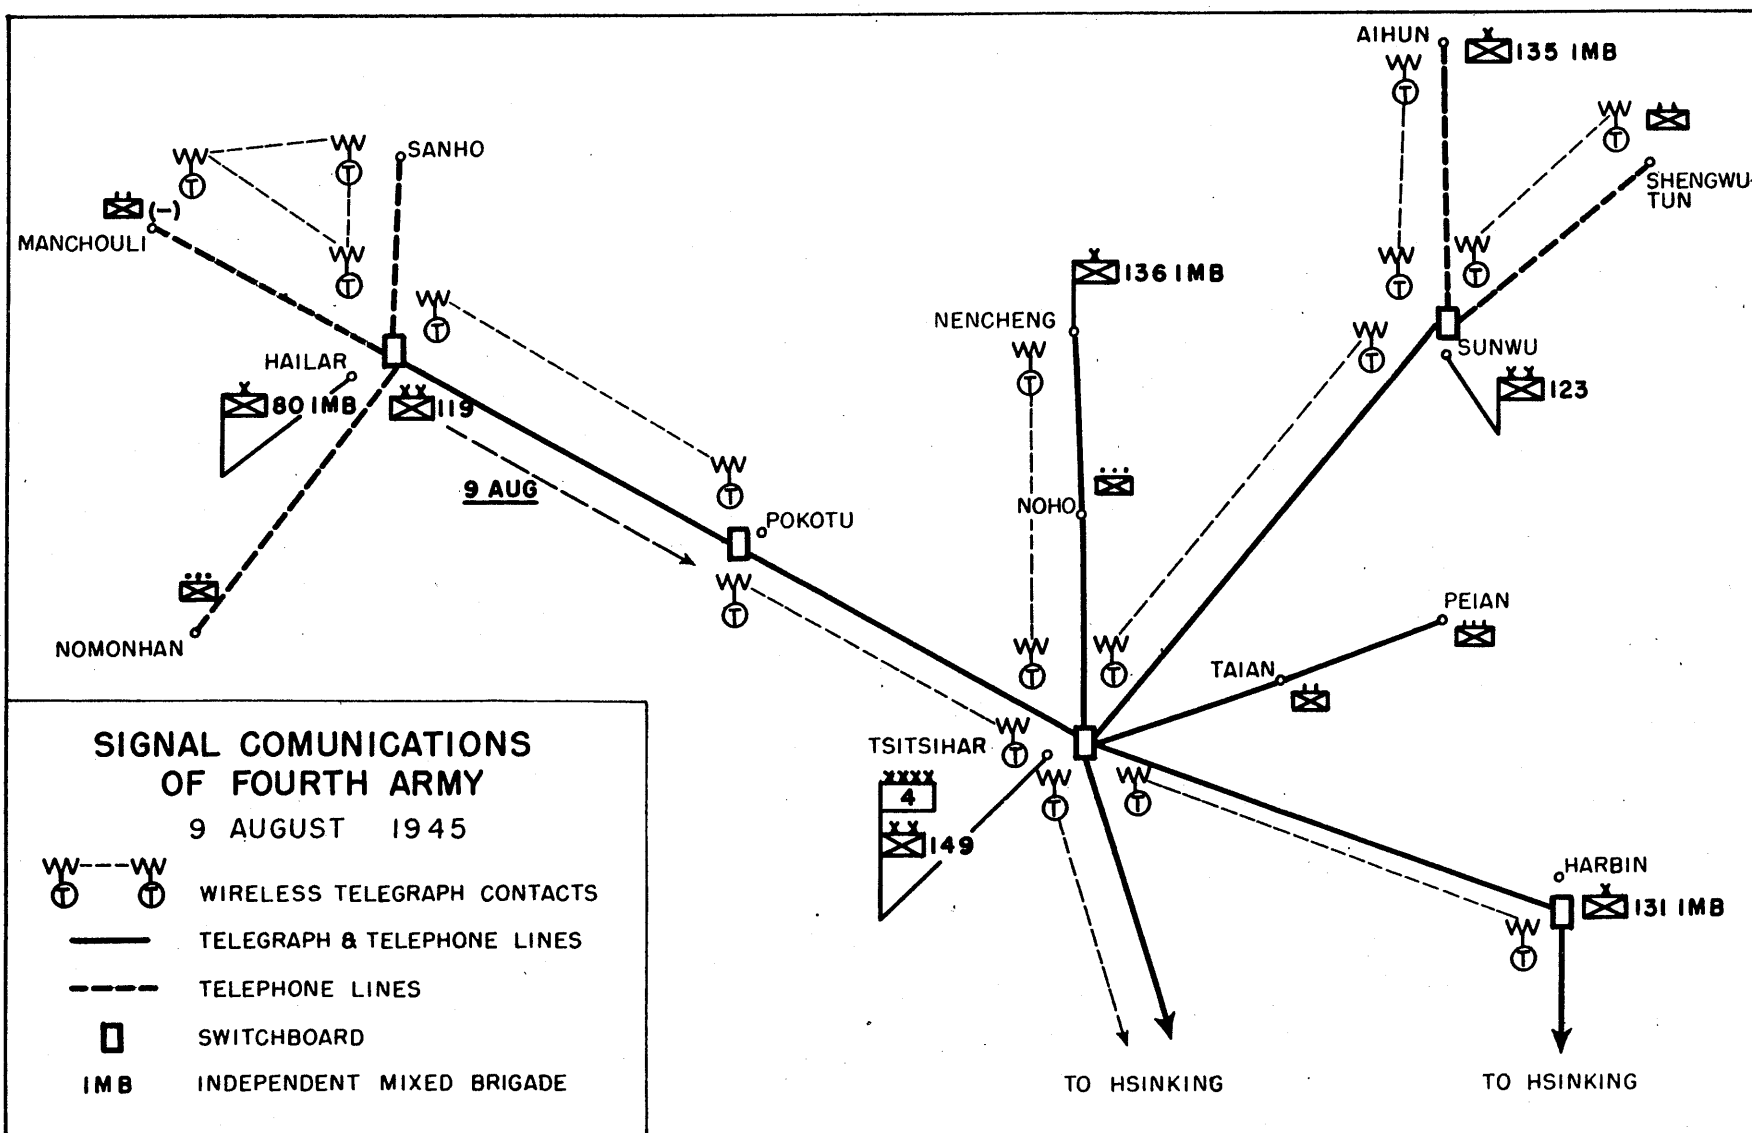 AIHUN
135 IMB
SANHO
SHENGWU-
TUN
(-)
MANCHOULI
136 IMB
NENCHENG
SUNWU
HAILAR
80 IMB
119
123
9 AUG
NOHO
POKOTU
PEIAN
NOMONHAN
TAIAN
TSITSIHAR
XXXX
4
149
HARBIN
131 IMB
TO HSINKING
TO HSINKING
SIGNAL COMUNICATIONS
OF FOURTH ARMY
9 AUGUST 1945
T T WIRELESS TELEGRAPH CONTACTS
TELEGRAPH & TELEPHONE LINES
TELEPHONE LINES
SWITCHBOARD
IMB INDEPENDENT MIXED BRIGADE